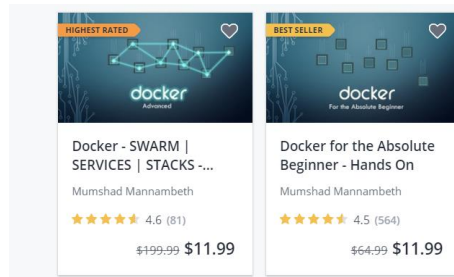 HIGHEST RATED
docker
Advanced
Docker - SWARM |
SERVICES | STACKS -...
Mumshad Mannambeth
4.6 (81)
$199.99 $11.99
BEST SELLER
docker
For the Absolute Beginner
Docker for the Absolute
Beginner - Hands On
Mumshad Mannambeth
4.5 (564)
$64.99 $11.99